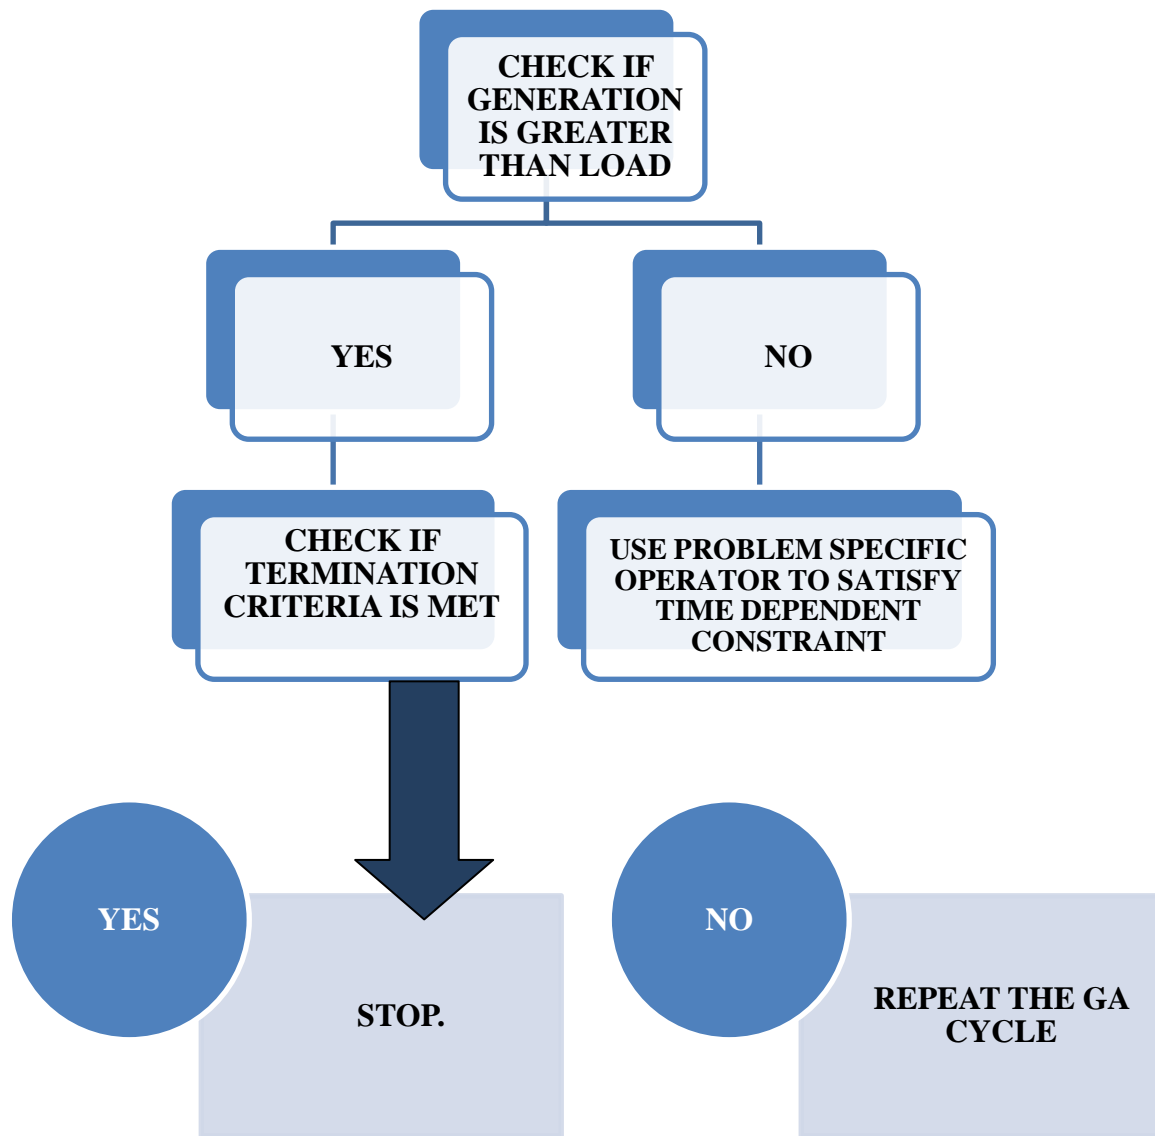 CHECK IF
GENERATION
IS GREATER
THAN LOAD
YES
NO
CHECK IF
TERMINATION
CRITERIA IS MET
USE PROBLEM SPECIFIC
OPERATOR TO SATISFY
TIME DEPENDENT
CONSTRAINT
YES
STOP.
NO
REPEAT THE GA
CYCLE